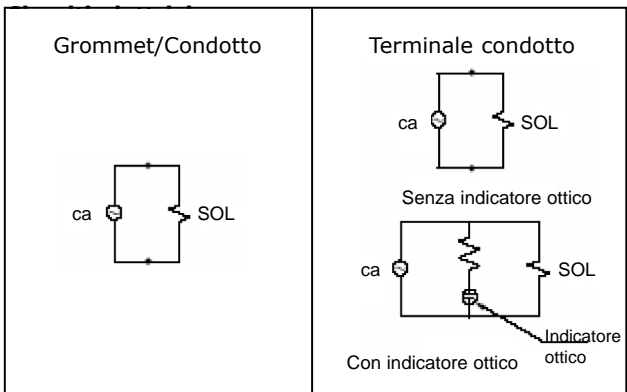 Grommet/Condotto
ca
SOL
Terminale condotto
ca
SOL
Senza indicatore ottico
ca
SOL
Indicatore
ottico
Con indicatore ottico